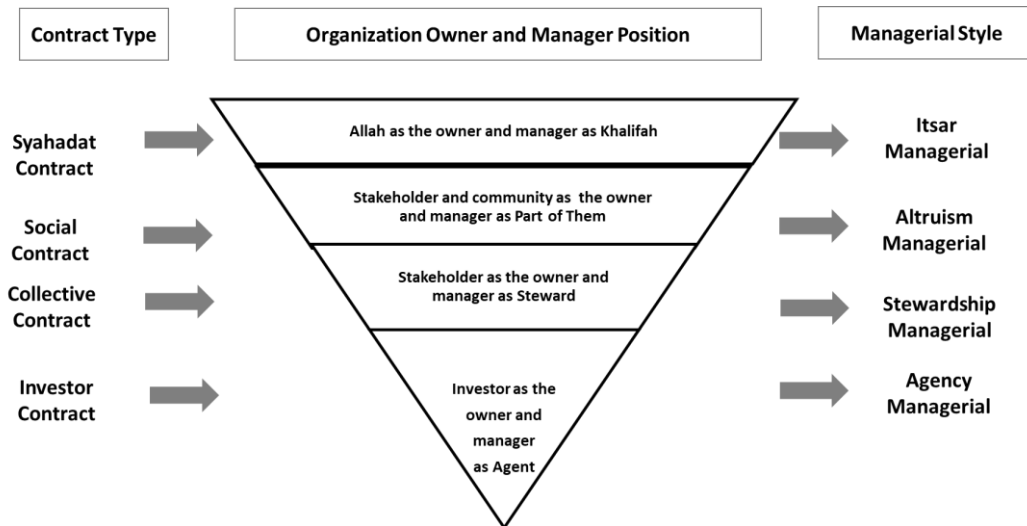 Contract Type
Organization Owner and Manager Position
Managerial Style
Syahadat
Contract
Allah as the owner and manager as Khalifah
Itsar
Managerial
Social
Contract
Stakeholder and community as the owner
and manager as Part of Them
Altruism
Managerial
Collective
Contract
Stakeholder as the owner and
manager as Steward
Stewardship
Managerial
Investor
Contract
Investor as the
owner and
manager
as Agent
Agency
Managerial